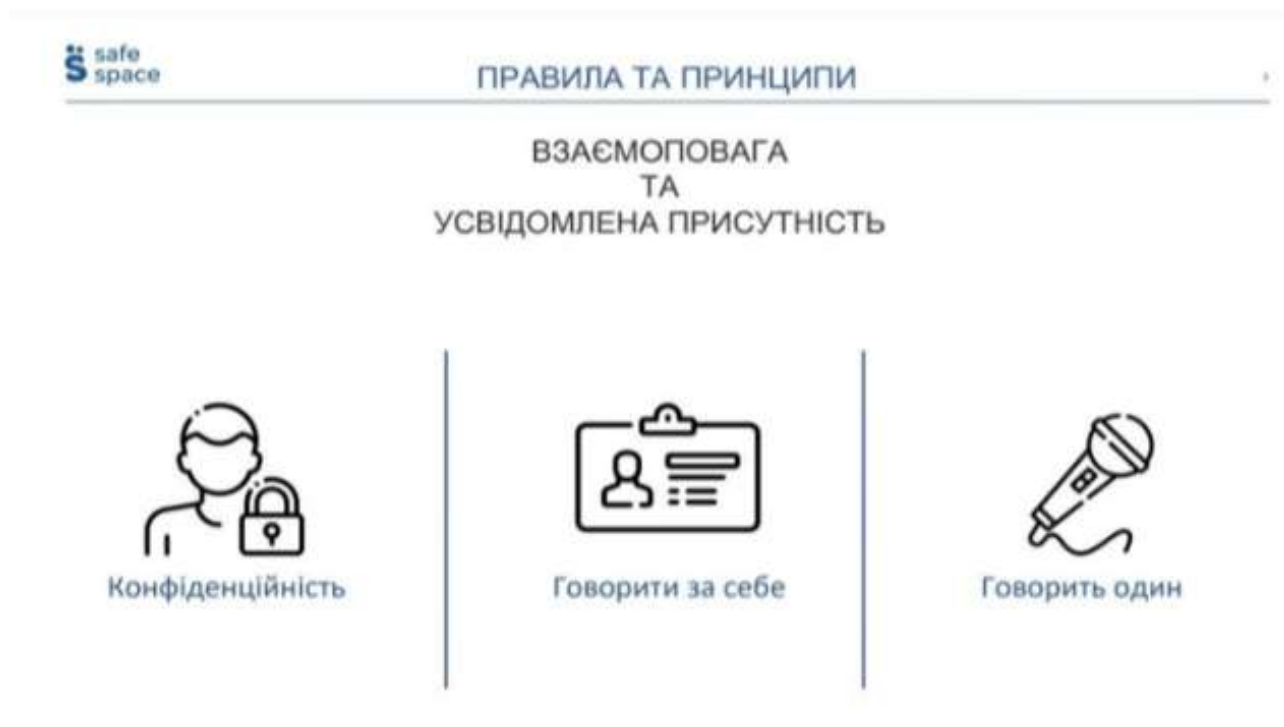 safe
space
ПРАВИЛА ТА ПРИНЦИПИ
ВЗАЄМОПОВАГА
ТА
УСВІДОМЛЕНА ПРИСУТНІСТЬ
Конфіденційність
Говорити за себе
Говорить один